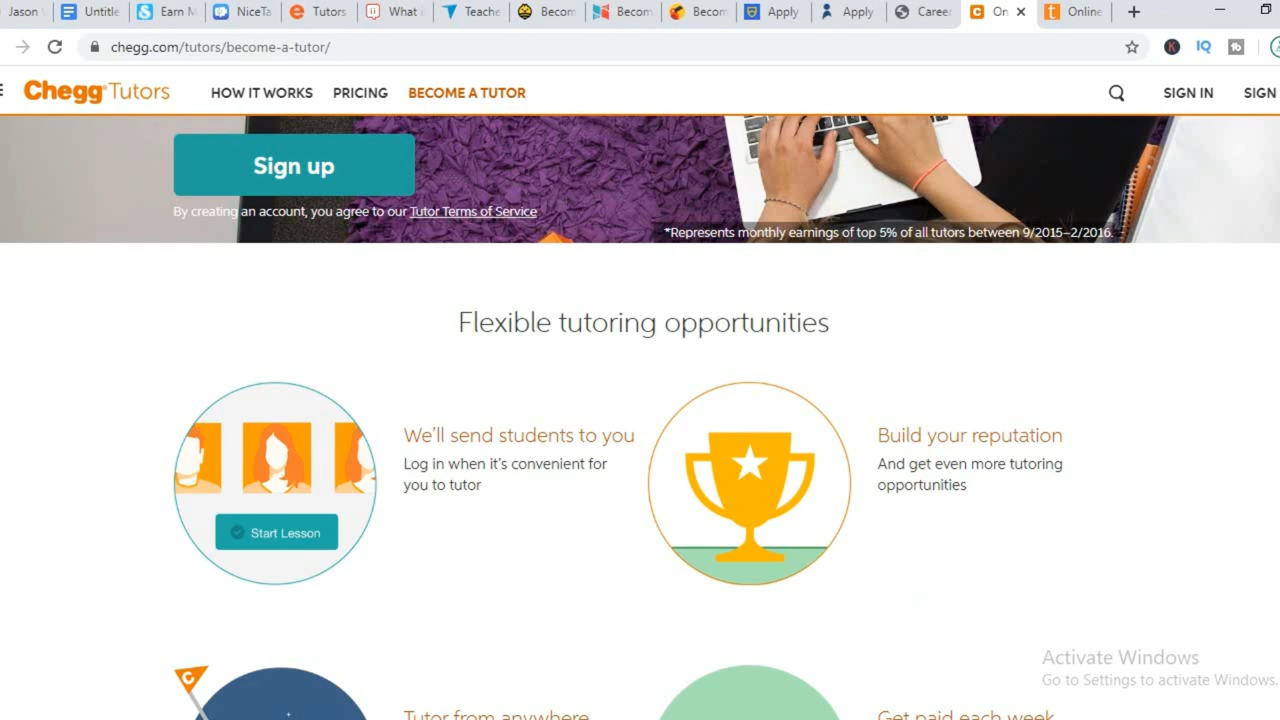 Jason
Untitle
Earn M
NiceTa
Tutors
What i
Teache
Becom
Becom
Becom
Apply
Apply
Caree
On
Online
chegg.com/tutors/become-a-tutor/
IQ
Chegg Tutors
HOW IT WORKS
PRICING
BECOME A TUTOR
SIGN IN
SIGN
Sign up
By creating an account, you agree to our Tutor Terms of Service
*Represents monthly earnings of top 5% of all tutors between 9/2015–2/2016.
Flexible tutoring opportunities
We'll send students to you
Log in when it's convenient for
you to tutor
Start Lesson
Build your reputation
And get even more tutoring
opportunities
Activate Windows
Go to Settings to activate Windows.
C
Tutor from anywhere
Get paid each week